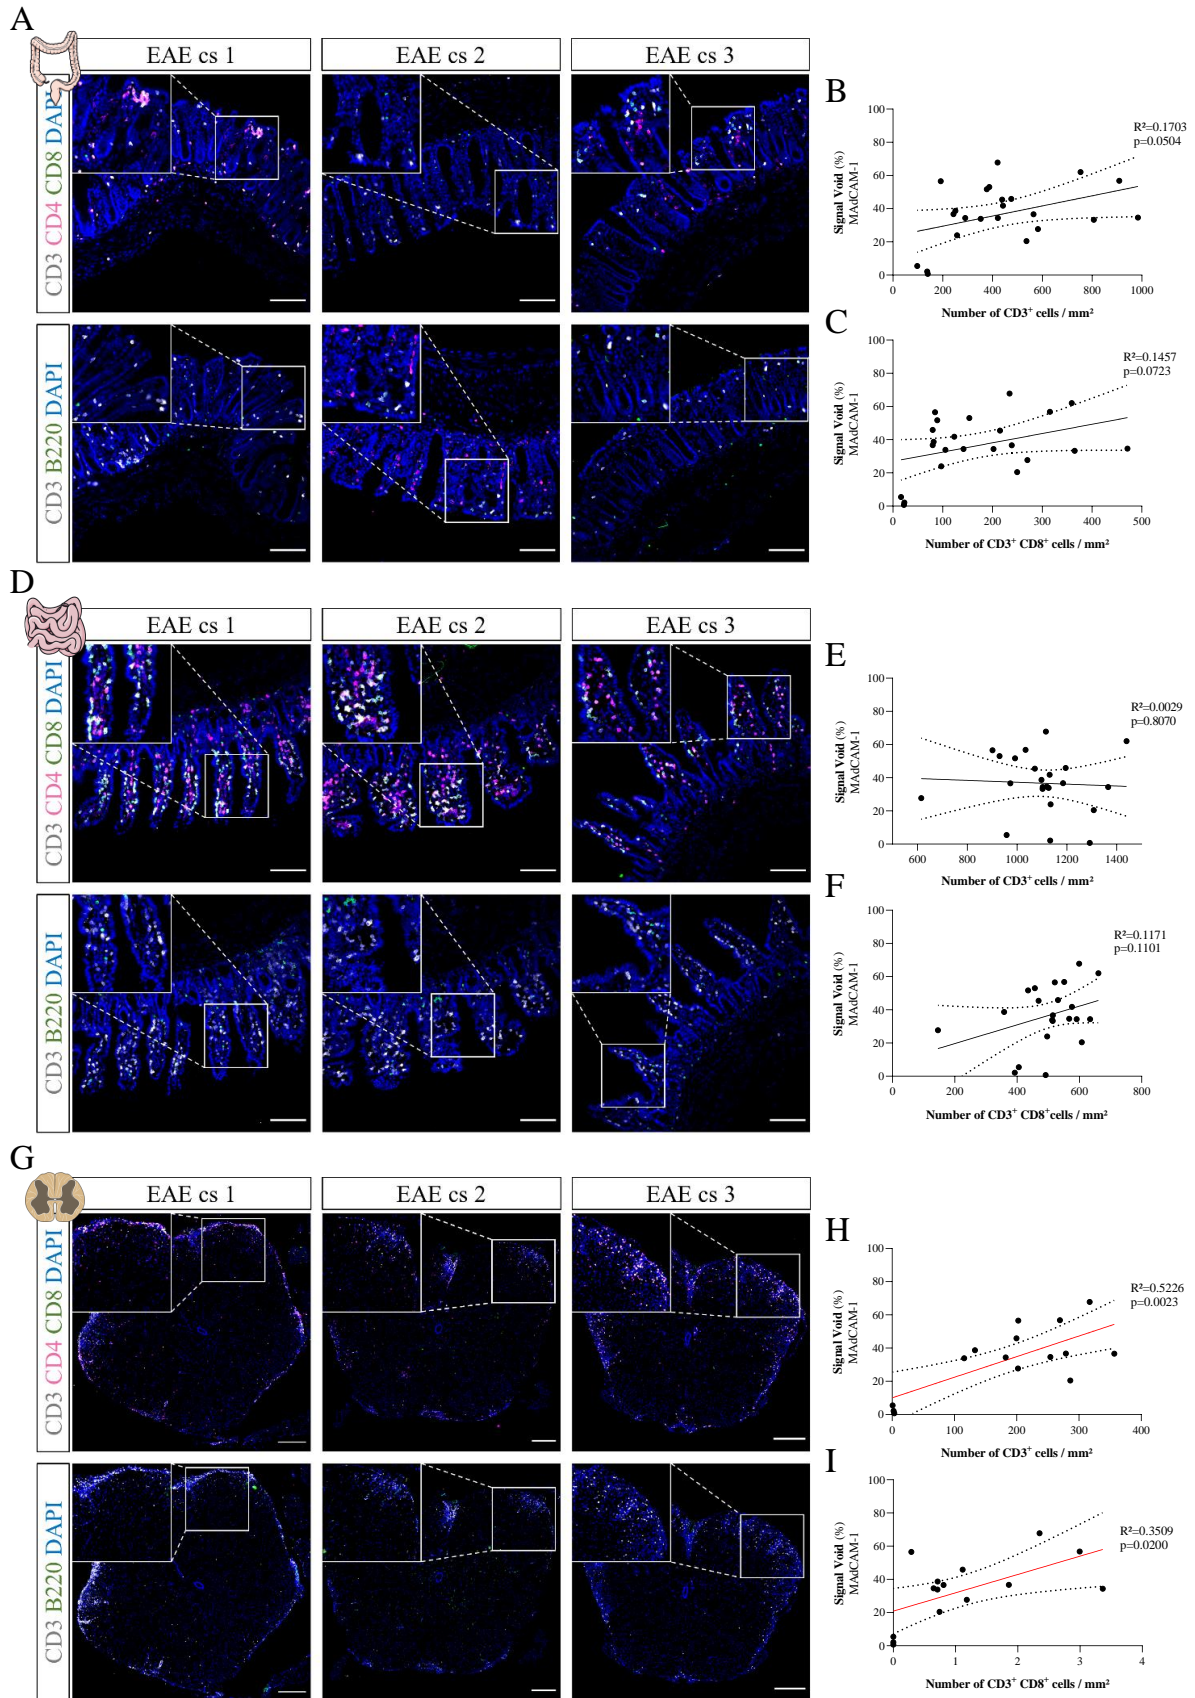 A
EAE cs 1
EAE cs 2
EAE cs 3
CD3 CD4 CD8 DAPI
CD3 B220 DAPI
B
100
80
60
40
20
0
Signal Void (%)
MAdCAM-1
R²=0.1703
p=0.0504
0
200
400
600
800
1000
Number of CD3⁺ cells / mm²
C
100
80
60
40
20
0
Signal Void (%)
MAdCAM-1
R²=0.1457
p=0.0723
0
100
200
300
400
500
Number of CD3⁺ CD8⁺ cells / mm²
D
EAE cs 1
EAE cs 2
EAE cs 3
CD3 CD4 CD8 DAPI
CD3 B220 DAPI
E
100
80
60
40
20
0
Signal Void (%)
MAdCAM-1
R²=0.0029
p=0.8070
600
800
1000
1200
1400
Number of CD3⁺ cells / mm²
F
100
80
60
40
20
0
Signal Void (%)
MAdCAM-1
R²=0.1171
p=0.1101
0
200
400
600
800
Number of CD3⁺ CD8⁺cells / mm²
G
EAE cs 1
EAE cs 2
EAE cs 3
CD3 CD4 CD8 DAPI
CD3 B220 DAPI
H
100
80
60
40
20
0
Signal Void (%)
MAdCAM-1
R²=0.5226
p=0.0023
0
100
200
300
40
Number of CD3⁺ cells / mm²
I
100
80
60
40
20
0
Signal Void (%)
MAdCAM-1
R²=0.3509
p=0.0200
0
1
2
3
4
Number of CD3⁺ CD8⁺ cells / mm²